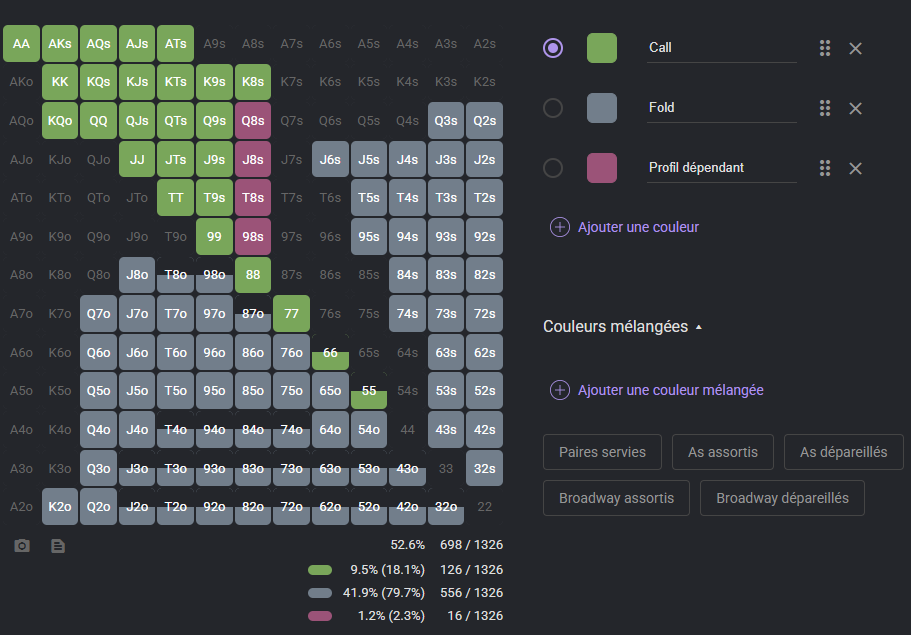 AA AKs AQs AJs ATs A9s A8s A7s A6s A5s A4s A3s A2s
AKo KK KQs KJs KTs K9s K8s K7s K6s K5s K4s K3s K2s
AQo KQo QQ QJs QTs Q9s Q8s Q7s Q6s Q5s Q4s Q3s Q2s
AJo KJo QJo JJ JTs J9s J8s J7s J6s J5s J4s J3s J2s
ATo KTo QTo JTo TT T9s T8s T7s T6s T5s T4s T3s T2s
A9o K9o Q9o J9o T9o 99 98s 97s 96s 95s 94s 93s 92s
A8o K8o Q8o J8o T8o 98o 88 87s 86s 85s 84s 83s 82s
A7o K7o Q7o J7o T7o 97o 87o 77 76s 75s 74s 73s 72s
A6o K6o Q6o J6o T6o 96o 86o 76o 66 65s 64s 63s 62s
A5o K5o Q5o J5o T5o 95o 85o 75o 65o 55 54s 53s 52s
A4o K4o Q4o J4o T4o 94o 84o 74o 64o 54o 44 43s 42s
A3o K3o Q3o J3o T3o 93o 83o 73o 63o 53o 43o 33 32s
A2o K2o Q2o J2o T2o 92o 82o 72o 62o 52o 42o 32o 22
52.6% 698 / 1326
9.5% (18.1%) 126 / 1326
41.9% (79.7%) 556 / 1326
1.2% (2.3%) 16 / 1326
Call
Fold
Profil dépendant
Ajouter une couleur
Couleurs mélangées
Ajouter une couleur mélangée
Paires servies As assortis As dépareillés
Broadway assortis Broadway dépareillés